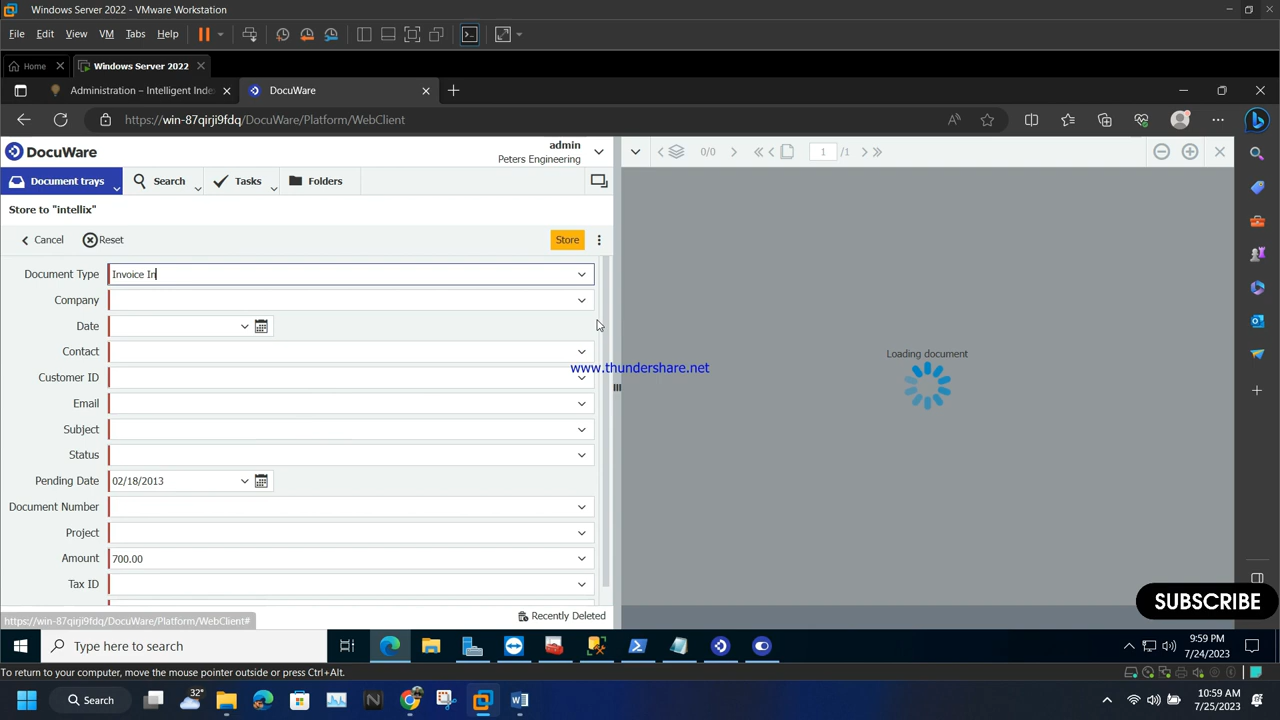 Windows Server 2022 - VMware Workstation
File Edit View VM Tabs Help
Home Windows Server 2022
Administration – Intelligent Inde DocuWare
https://win-87qirji9fdq/DocuWare/Platform/WebClient
DocuWare
admin
Peters Engineering
0/0 1 /1
Document trays Search Tasks Folders
Store to "intellix"
Cancel Reset Store
Document Type Invoice In
Company
Date
Contact
Loading document
www.thundershare.net
Customer ID
Email
Subject
Status
Pending Date 02/18/2013
Document Number
Project
Amount 700.00
Tax ID
SUBSCRIBE
https://win-87qirji9fdq/DocuWare/Platform/WebClient#
Recently Deleted
Type here to search
9:59 PM
7/24/2023
To return to your computer, move the mouse pointer outside or press Ctrl+Alt.
Search
32°
10:59 AM
7/25/2023